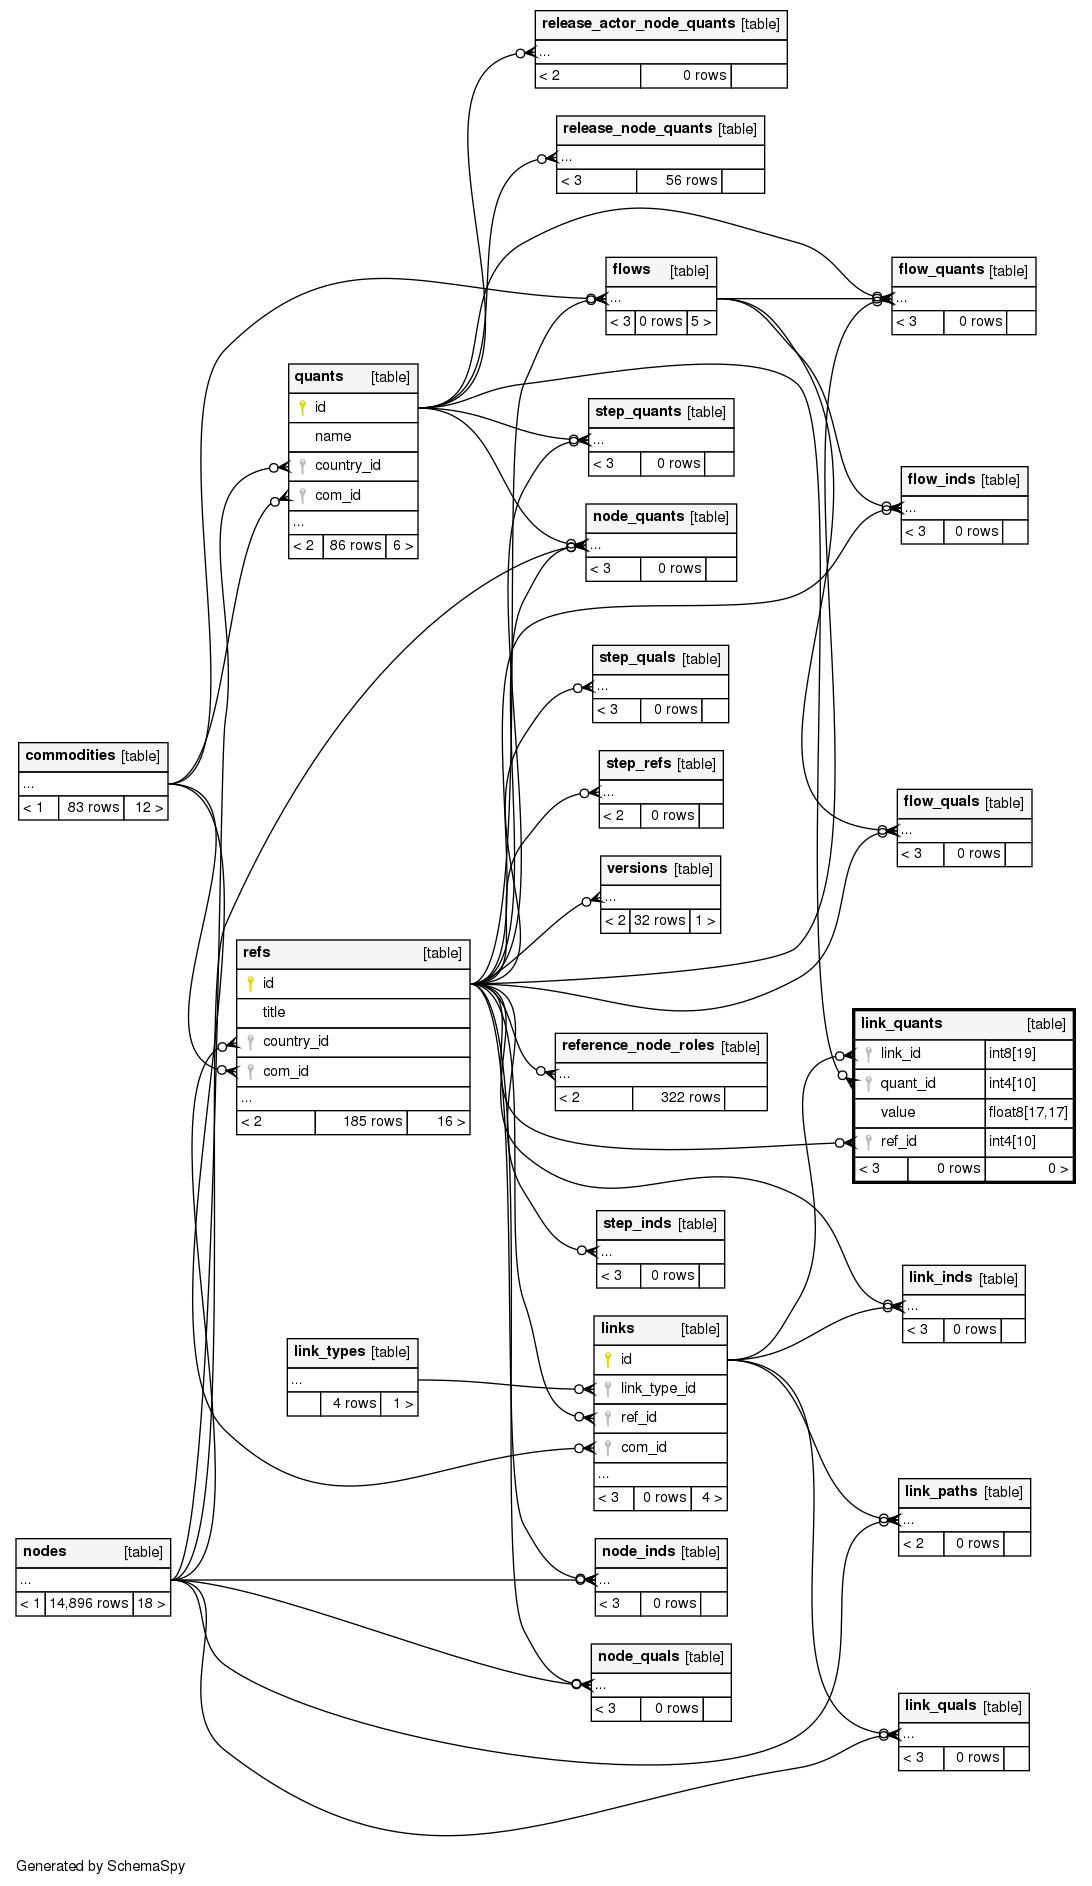 release_actor_node_quants [table]
...
< 2 0 rows
release_node_quants [table]
...
< 3 56 rows
flows [table]
...
< 3 0 rows 5 >
flow_quants [table]
...
< 3 0 rows
quants [table]
id
name
country_id
com_id
...
< 2 86 rows 6 >
step_quants [table]
...
< 3 0 rows
flow_inds [table]
...
< 3 0 rows
node_quants [table]
...
< 3 0 rows
step_quals [table]
...
< 3 0 rows
commodities [table]
...
< 1 83 rows 12 >
step_refs [table]
...
< 2 0 rows
flow_quals [table]
...
< 3 0 rows
versions [table]
...
< 2 32 rows 1 >
refs [table]
id
title
country_id
com_id
...
< 2 185 rows 16 >
reference_node_roles [table]
...
< 2 322 rows
link_quants [table]
link_id int8[19]
quant_id int4[10]
value float8[17,17]
ref_id int4[10]
< 3 0 rows 0 >
step_inds [table]
...
< 3 0 rows
link_inds [table]
...
< 3 0 rows
link_types [table]
...
4 rows 1 >
links [table]
id
link_type_id
ref_id
com_id
...
< 3 0 rows 4 >
link_paths [table]
...
< 2 0 rows
nodes [table]
...
< 1 14,896 rows 18 >
node_inds [table]
...
< 3 0 rows
node_quals [table]
...
< 3 0 rows
link_quals [table]
...
< 3 0 rows
Generated by SchemaSpy